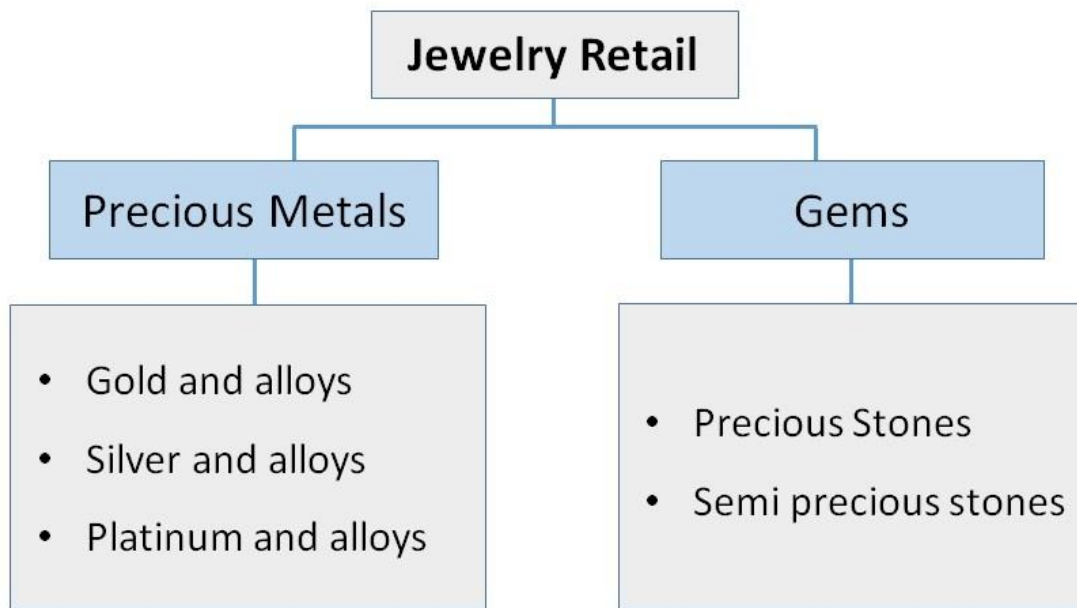 Jewelry Retail
Precious Metals
Gems
• Gold and alloys
• Silver and alloys
• Platinum and alloys
• Precious Stones
• Semi precious stones